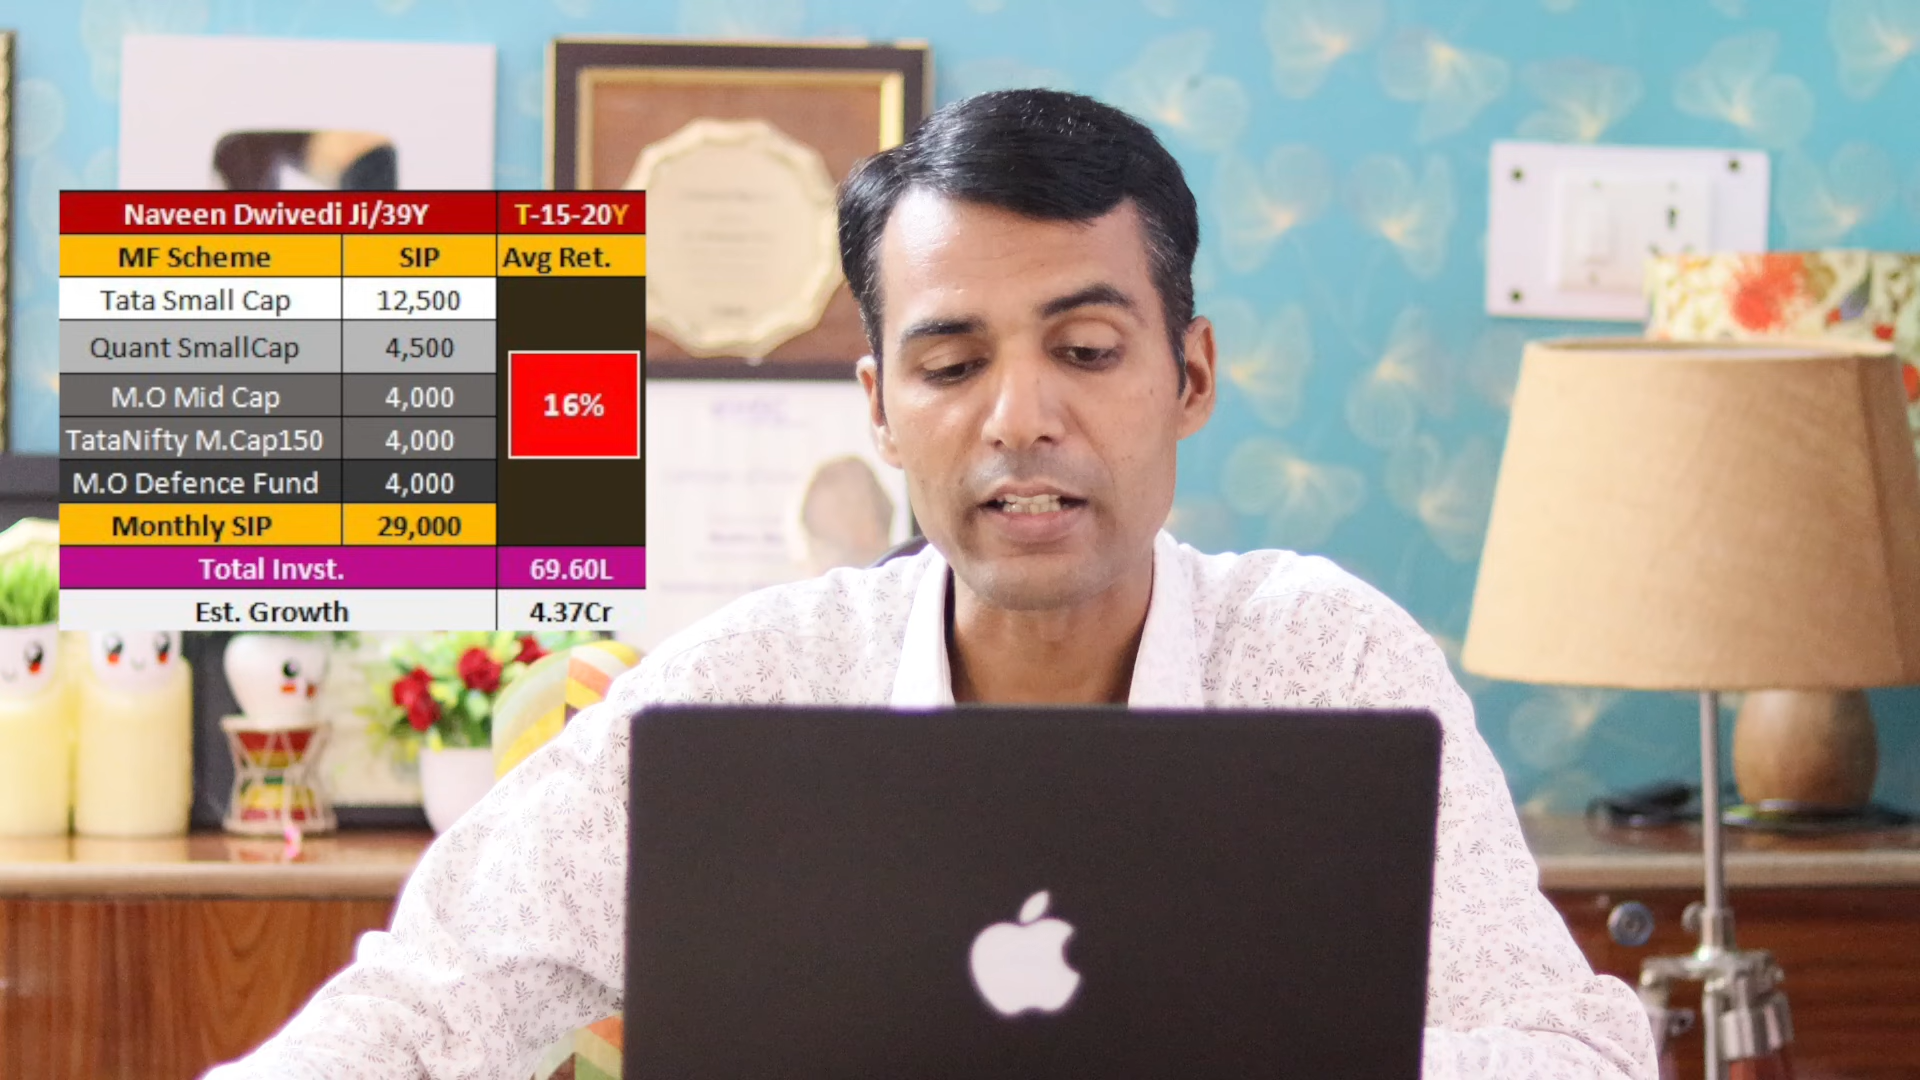 Naveen Dwivedi Ji/39Y T-15-20Y
MF Scheme SIP Avg Ret.
Tata Small Cap 12,500
Quant SmallCap 4,500
M.O Mid Cap 4,000
16%
TataNifty M.Cap150 4,000
M.O Defence Fund 4,000
Monthly SIP 29,000
Total Invst. 69.60L
Est. Growth 4.37Cr